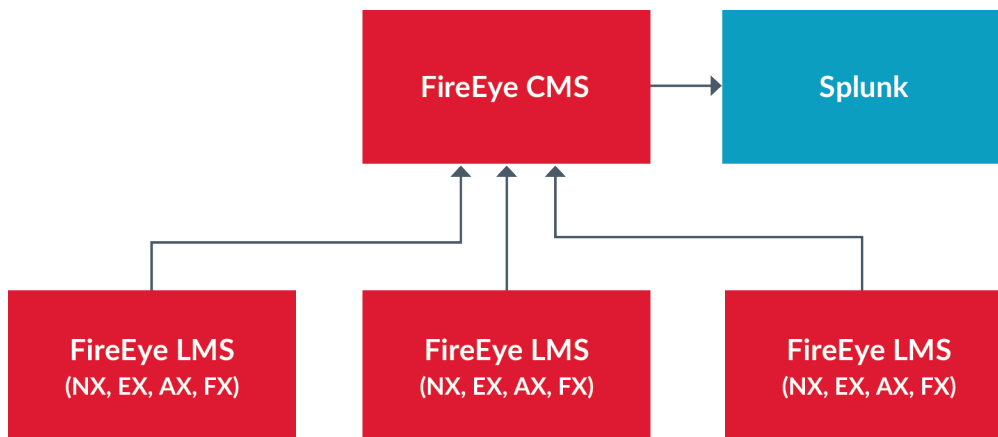 FireEye CMS
Splunk
FireEye LMS
(NX, EX, AX, FX)
FireEye LMS
(NX, EX, AX, FX)
FireEye LMS
(NX, EX, AX, FX)